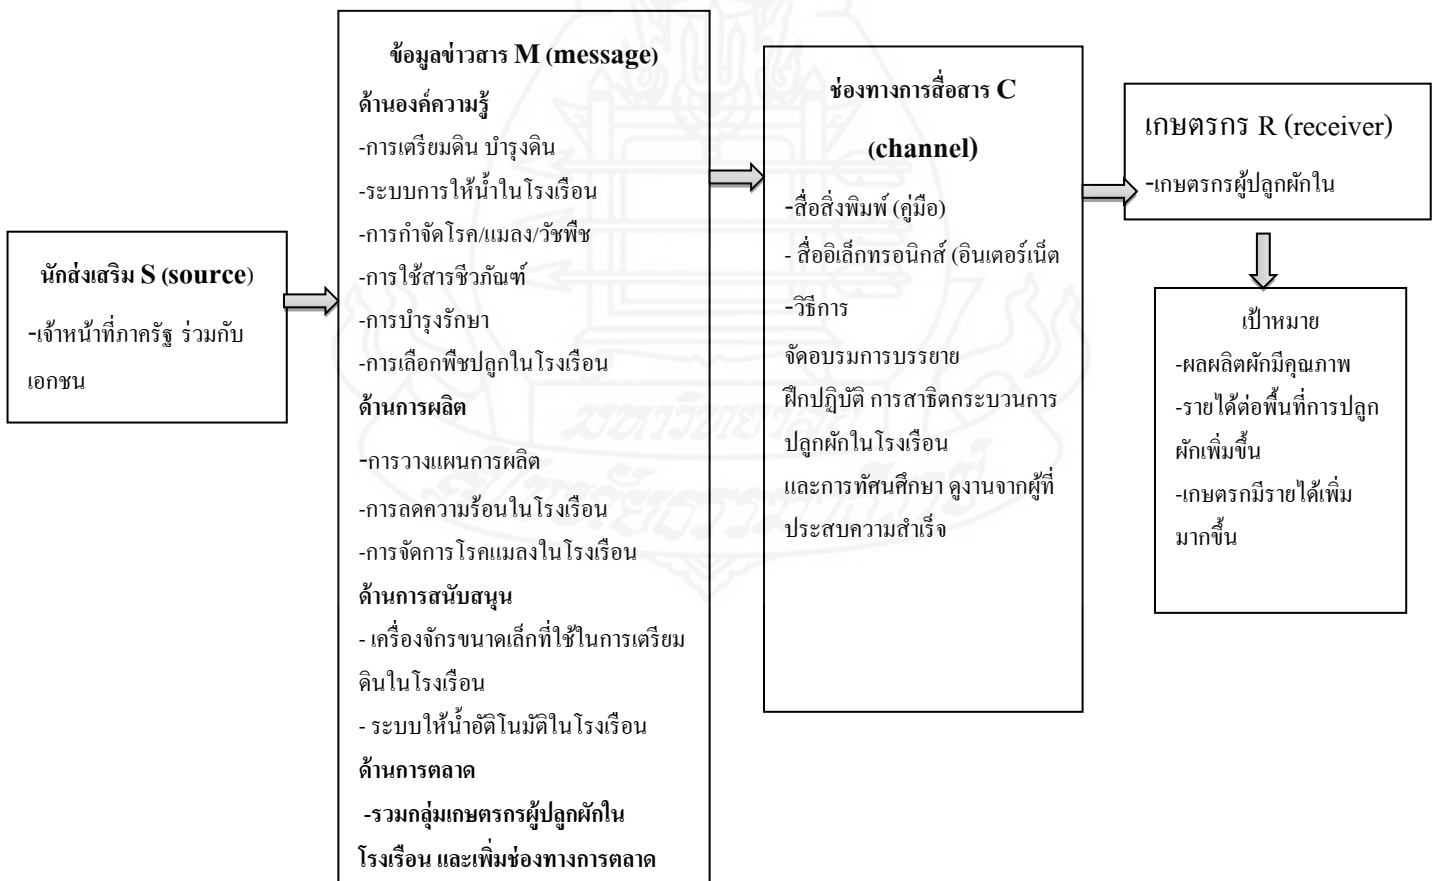 นักส่งเสริม S (source)
-เจ้าหน้าที่ภาครัฐ ร่วมกับ
เอกชน
ข้อมูลข่าวสาร M (message)
ด้านองค์ความรู้
-การเตรียมดิน บำรุงดิน
-ระบบการให้น้ำในโรงเรือน
-การกำจัดโรค/แมลง/วัชพืช
-การใช้สารชีวภัณฑ์
-การบำรุงรักษา
-การเลือกพืชปลูกในโรงเรือน
ด้านการผลิต
-การวางแผนการผลิต
-การลดความร้อนในโรงเรือน
-การจัดการโรคแมลงในโรงเรือน
ด้านการสนับสนุน
- เครื่องจักรขนาดเล็กที่ใช้ในการเตรียม
ดินในโรงเรือน
- ระบบให้น้ำอัติโนมัติในโรงเรือน
ด้านการตลาด
-รวมกลุ่มเกษตรกรผู้ปลูกผักใน
โรงเรือน และเพิ่มช่องทางการตลาด
ช่องทางการสื่อสาร C
(channel)
-สื่อสิ่งพิมพ์ (คู่มือ)
- สื่ออิเล็กทรอนิกส์ (อินเตอร์เน็ต
-วิธีการ
จัดอบรมการบรรยาย
ฝึกปฏิบัติ การสาธิตกระบวนการ
ปลูกผักในโรงเรือน
และการทัศนศึกษา ดูงานจากผู้ที่
ประสบความสำเร็จ
เกษตรกร R (receiver)
-เกษตรกรผู้ปลูกผักใน
เป้าหมาย
-ผลผลิตผักมีคุณภาพ
-รายได้ต่อพื้นที่การปลูก
ผักเพิ่มขึ้น
-เกษตรกมีรายได้เพิ่ม
มากขึ้น